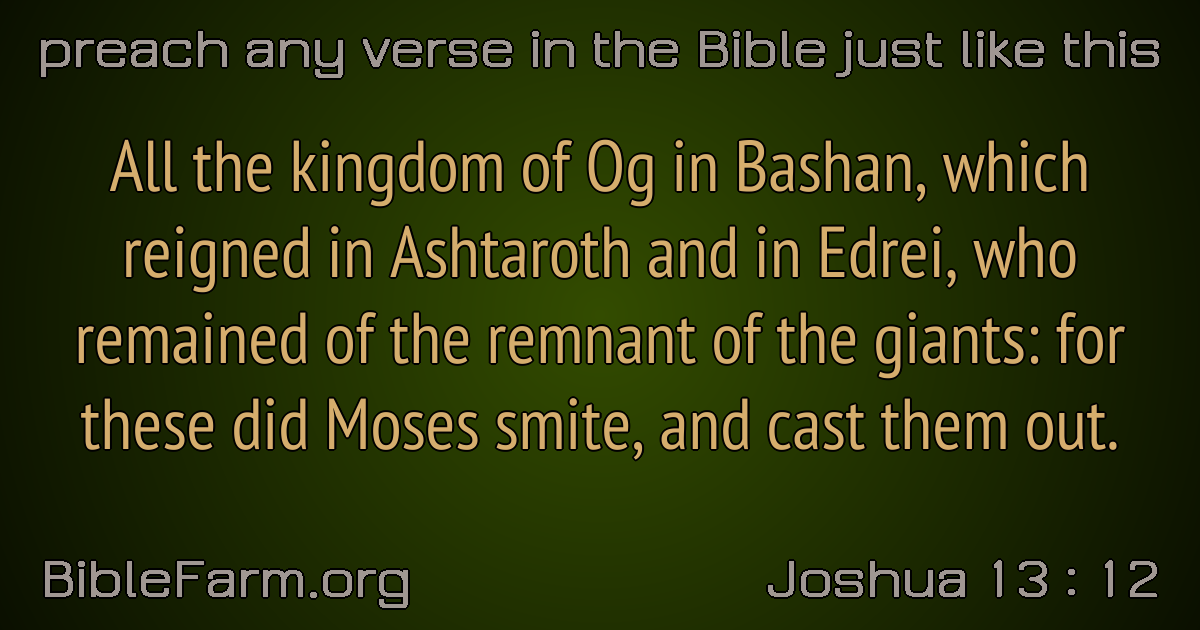 preach any verse in the Bible just like this
All the kingdom of Og in Bashan, which
reigned in Ashtaroth and in Edrei, who
remained of the remnant of the giants: for
these did Moses smite, and cast them out.
BibleFarm.org
Joshua 13 : 12